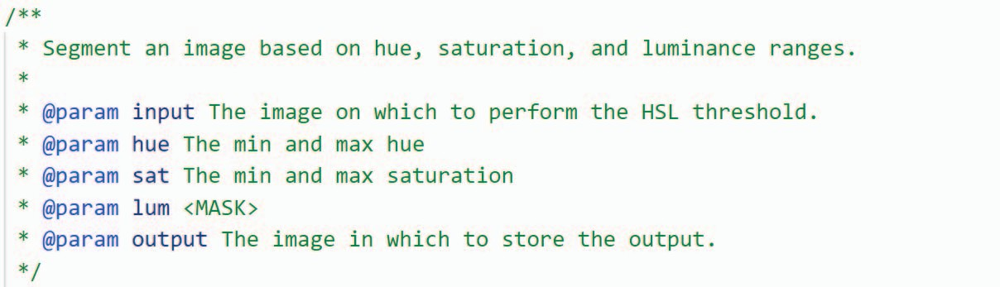 /**
* Segment an image based on hue, saturation, and luminance ranges.
*
* @param input The image on which to perform the HSL threshold.
* @param hue The min and max hue
* @param sat The min and max saturation
* @param lum <MASK>
* @param output The image in which to store the output.
*/